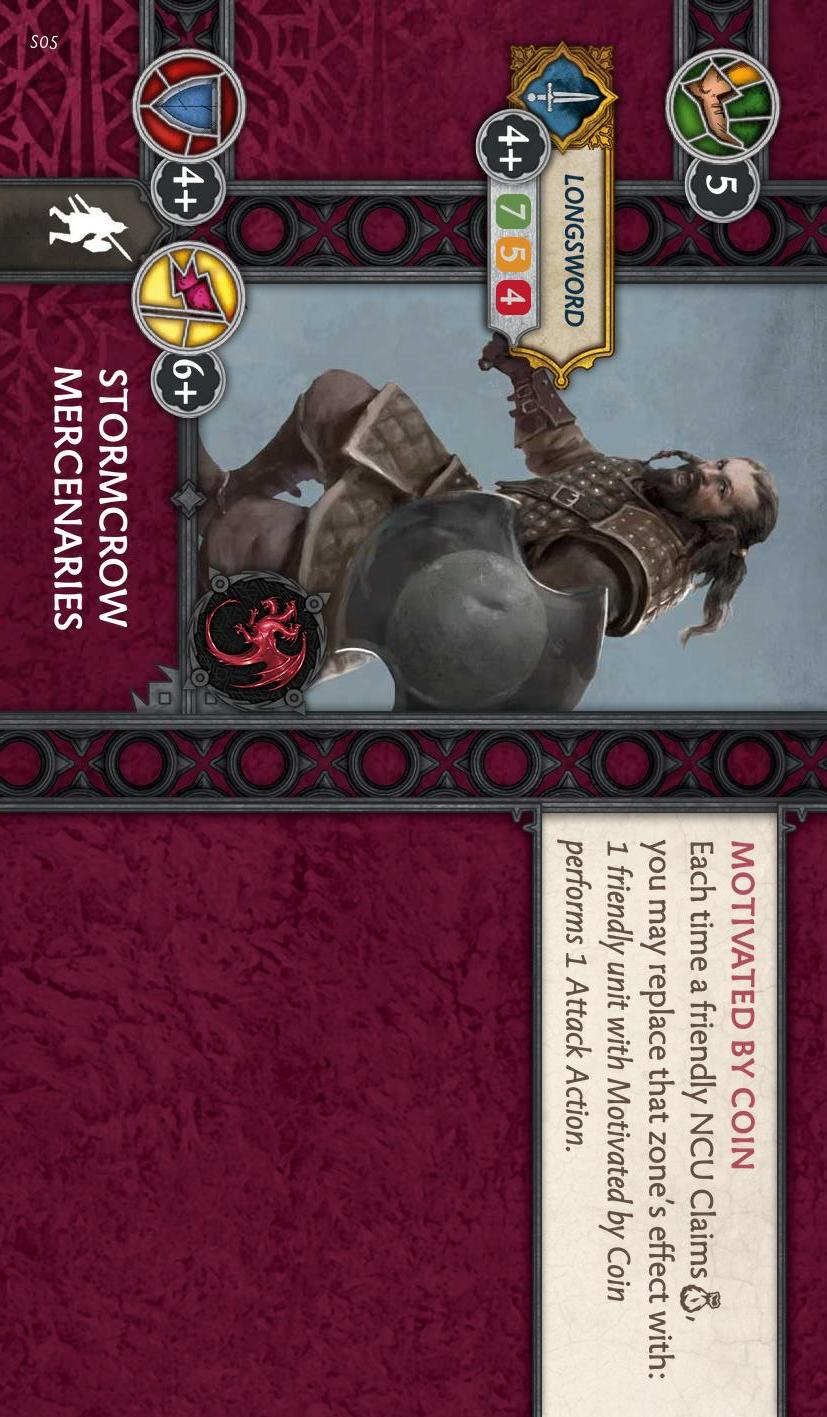 5
LONGSWORD
4+
7 5 4
4+
6+
STORMCROW
MERCENARIES
S05
MOTIVATED BY COIN
Each time a friendly NCU Claims ,
you may replace that zone's effect with:
1 friendly unit with Motivated by Coin
performs 1 Attack Action.